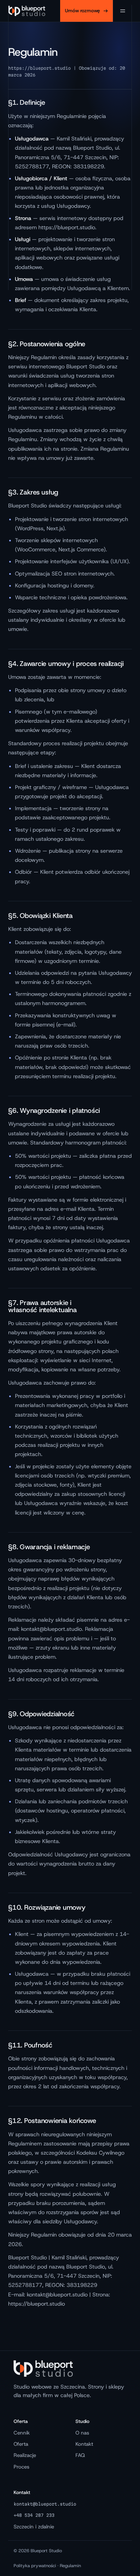 blueport studio
Umów rozmowę →
Regulamin
https://blueport.studio | Obowiązuje od: 20
marca 2026
§1. Definicje
Użyte w niniejszym Regulaminie pojęcia
oznaczają:
Usługodawca — Kamil Staliński, prowadzący
działalność pod nazwą Blueport Studio, ul.
Pantaleoniczna 5/6, 71-447 Szczecin, NIP:
5252788177, REGON: 383198229.
Usługobiorca / Klient — osoba fizyczna, osoba
prawna lub jednostka organizacyjna
nieposiadająca osobowości prawnej,
korzystająca z usług Usługodawcy.
Strona — serwis internetowy dostępny pod
adresem https://blueport.studio.
Usługi — projektowanie i tworzenie stron
internetowych, sklepów internetowych,
aplikacji webowych oraz powiązane usługi
dodatkowe.
Umowa — umowa o świadczenie usług
zawarta pomiędzy Usługodawcą a Klientem.
Brief — dokument określający zakres projektu,
wymagania i oczekiwania Klienta.
§2. Postanowienia ogólne
Niniejszy Regulamin określa zasady korzystania z
serwisu internetowego Blueport Studio oraz
świadczenia usług tworzenia stron
internetowych i aplikacji webowych.
Korzystanie z serwisu oraz złożenie zamówienia
jest równoznaczne z akceptacją niniejszego
Regulaminu w całości.
Usługodawca zastrzega sobie prawo do zmiany
Regulaminu. Zmiany wchodzą w życie z chwilą
opublikowania ich na stronie. Zmiana Regulaminu
nie wpływa na umowy już zawarte.
§3. Zakres usług
Blueport Studio świadczy następujące usługi:
Projektowanie i tworzenie stron internetowych
(WordPress, Next.js).
Tworzenie sklepów internetowych
(WooCommerce, Next.js Commerce).
Projektowanie interfejsów użytkownika (UI/UX).
Optymalizacja SEO stron internetowych.
Konfiguracja hostingu i domeny.
Wsparcie techniczne i opieka powdrożeniowa.
Szczegółowy zakres usług jest każdorazowo
ustalany indywidualnie i określany w ofercie lub
umowie.
§4. Zawarcie umowy i proces realizacji
Umowa zostaje zawarta w momencie:
Podpisania przez obie strony umowy o dzieło
lub zlecenia, lub
Pisemnego (w tym e-mailowego)
potwierdzenia przez Klienta akceptacji oferty i
warunków współpracy.
Standardowy proces realizacji projektu obejmuje
następujące etapy:
Brief i ustalenie zakresu — Klient dostarcza
niezbędne materiały i informacje.
Projekt graficzny / wireframe — Usługodawca
przygotowuje projekt graficzny do akceptacji.
Implementacja — tworzenie strony na
podstawie zaakceptowanego projektu.
Testy i poprawki — do 2 rund poprawek w
ramach ustalonego zakresu.
Wdrożenie — publikacja strony na serwerze
docelowym.
Odbiór — Klient potwierdza odbiór ukończonej
pracy.
§5. Obowiązki Klienta
Klient zobowiązuje się do:
Dostarczenia wszelkich niezbędnych
materiałów (teksty, zdjęcia, logotypy, dane
firmowe) w uzgodnionym terminie.
Udzielania odpowiedzi na pytania Usługodawcy
w terminie do 5 dni roboczych.
Terminowego dokonywania płatności zgodnie z
ustalonym harmonogramem.
Przekazywania konstruktywnych uwag w
formie pisemnej (e-mail).
Zapewnienia, że dostarczone materiały nie
naruszają praw osób trzecich.
Opóźnienie po stronie Klienta (np. brak
materiałów, brak odpowiedzi) może skutkować
przesunięciem terminu realizacji projektu.
§6. Wynagrodzenie i płatności
Wynagrodzenie za usługi jest każdorazowo
ustalane indywidualnie i podawane w ofercie lub
umowie. Standardowy harmonogram płatności:
50% wartości projektu — zaliczka płatna przed
rozpoczęciem prac.
50% wartości projektu — płatność końcowa
po ukończeniu i przed wdrożeniem.
Faktury wystawiane są w formie elektronicznej i
przesyłane na adres e-mail Klienta. Termin
płatności wynosi 7 dni od daty wystawienia
faktury, chyba że strony ustalą inaczej.
W przypadku opóźnienia płatności Usługodawca
zastrzega sobie prawo do wstrzymania prac do
czasu uregulowania należności oraz naliczania
ustawowych odsetek za opóźnienie.
§7. Prawa autorskie i
własność intelektualna
Po uiszczeniu pełnego wynagrodzenia Klient
nabywa majątkowe prawa autorskie do
wykonanego projektu graficznego i kodu
źródłowego strony, na następujących polach
eksploatacji: wyświetlanie w sieci Internet,
modyfikacja, kopiowanie na własne potrzeby.
Usługodawca zachowuje prawo do:
Prezentowania wykonanej pracy w portfolio i
materiałach marketingowych, chyba że Klient
zastrzeże inaczej na piśmie.
Korzystania z ogólnych rozwiązań
technicznych, wzorców i bibliotek użytych
podczas realizacji projektu w innych
projektach.
Jeśli w projekcie zostały użyte elementy objęte
licencjami osób trzecich (np. wtyczki premium,
zdjęcia stockowe, fonty), Klient jest
odpowiedzialny za posiadanie własnych licencji
lub Usługodawca wyraźnie wskazuje, pod jaką
licencją jest używany w cenę.
§8. Gwarancja i reklamacje
Usługodawca zapewnia 30-dniowy bezpłatny
okres gwarancyjny od wdrożenia strony,
obejmujący naprawę błędów wynikających
bezpośrednio z realizacji projektu (nie dotyczy
błędów wynikających z działań Klienta lub osób
trzecich).
Reklamacje należy składać pisemnie na adres e-
mail: kontakt@blueport.studio. Reklamacja
powinna zawierać opis problemu i — jeśli to
możliwe — zrzuty ekranu lub inne materiały
ilustrujące problem.
Usługodawca rozpatruje reklamacje w terminie
14 dni roboczych od ich otrzymania.
§9. Odpowiedzialność
Usługodawca nie ponosi odpowiedzialności za:
Szkody wynikające z niedostarczenia przez
Klienta materiałów w terminie lub dostarczenia
materiałów niepełnych, błędnych lub
naruszających prawa osób trzecich.
Utratę danych spowodowaną awariami
sprzętu, serwera lub działaniem siły wyższej.
Działania lub zaniechania podmiotów trzecich
(dostawców hostingu, operatorów płatności,
wtyczek).
Jakiekolwiek pośrednie lub wtórne straty
biznesowe Klienta.
Odpowiedzialność Usługodawcy jest ograniczona
do wartości wynagrodzenia brutto za dany
projekt.
§10. Rozwiązanie umowy
Każda ze stron może odstąpić od umowy:
Klient — za pisemnym wypowiedzeniem z 14-
dniowym okresem wypowiedzenia. Klient
zobowiązany jest do zapłaty za prace
wykonane do dnia wypowiedzenia.
Usługodawca — w przypadku braku płatności
po upływie 14 dni od terminu lub rażącego
naruszenia warunków współpracy przez
Klienta, z prawem zatrzymania zaliczki jako
odszkodowania.
§11. Poufność
Obie strony zobowiązują się do zachowania
poufności informacji handlowych, technicznych i
organizacyjnych uzyskanych w toku współpracy,
przez okres 2 lat od zakończenia współpracy.
§12. Postanowienia końcowe
W sprawach nieuregulowanych niniejszym
Regulaminem zastosowanie mają przepisy prawa
polskiego, w szczególności Kodeksu Cywilnego
oraz ustawy o prawie autorskim i prawach
pokrewnych.
Wszelkie spory wynikające z realizacji usług
strony będą starały się rozwiązać polubownie. W
przypadku braku porozumienia, sądem
właściwym do rozstrzygania sporów jest sąd
właściwy dla siedziby Usługodawcy.
Niniejszy Regulamin obowiązuje od dnia 20 marca
2026.
Blueport Studio | Kamil Staliński, prowadzący
działalność pod nazwą Blueport Studio, ul.
Pantaleoniczna 5/6, 71-447 Szczecin, NIP:
5252788177, REGON: 383198229
E-mail: kontakt@blueport.studio | Strona:
https://blueport.studio
blueport studio
Studio webowe ze Szczecina. Strony i sklepy
dla małych firm w całej Polsce.
Oferta
Studio
Cennik
O nas
Oferta
Kontakt
Realizacje
FAQ
Proces
Kontakt
kontakt@blueport.studio
+48 534 287 233
Szczecin i zdalnie
© 2026 Blueport Studio
Polityka prywatności · Regulamin